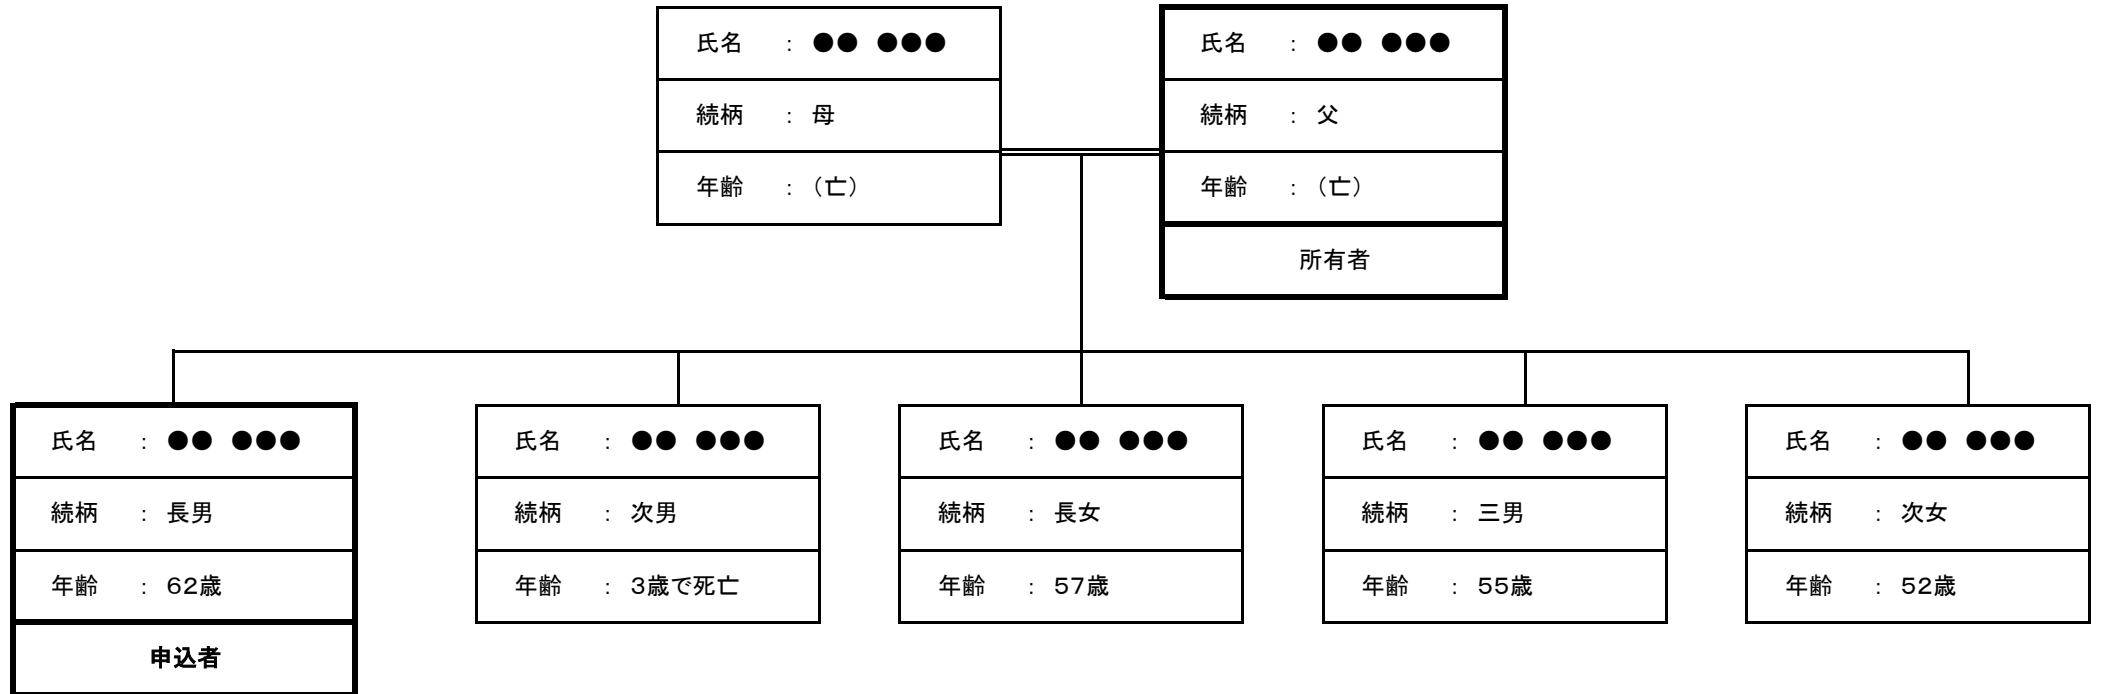 氏名 : ●● ●●●
続柄 : 母
年齢 : (亡)
氏名 : ●● ●●●
続柄 : 父
年齢 : (亡)
所有者
氏名 : ●● ●●●
続柄 : 長男
年齢 : 62歳
申込者
氏名 : ●● ●●●
続柄 : 次男
年齢 : 3歳で死亡
氏名 : ●● ●●●
続柄 : 長女
年齢 : 57歳
氏名 : ●● ●●●
続柄 : 三男
年齢 : 55歳
氏名 : ●● ●●●
続柄 : 次女
年齢 : 52歳